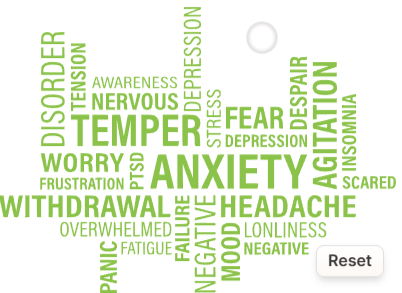 DISORDER
TENSION
AWARENESS
NERVOUS
DEPRESSION
TEMPER
STRESS
FEAR
DEPRESSION
DESPAIR
AGITATION
INSOMNIA
WORRY
PTSD
ANXIETY
FRUSTRATION
SCARED
WITHDRAWAL
FAILURE
NEGATIVE
HEADACHE
OVERWHELMED
MOOD
LONLINESS
PANIC
FATIGUE
NEGATIVE
Reset